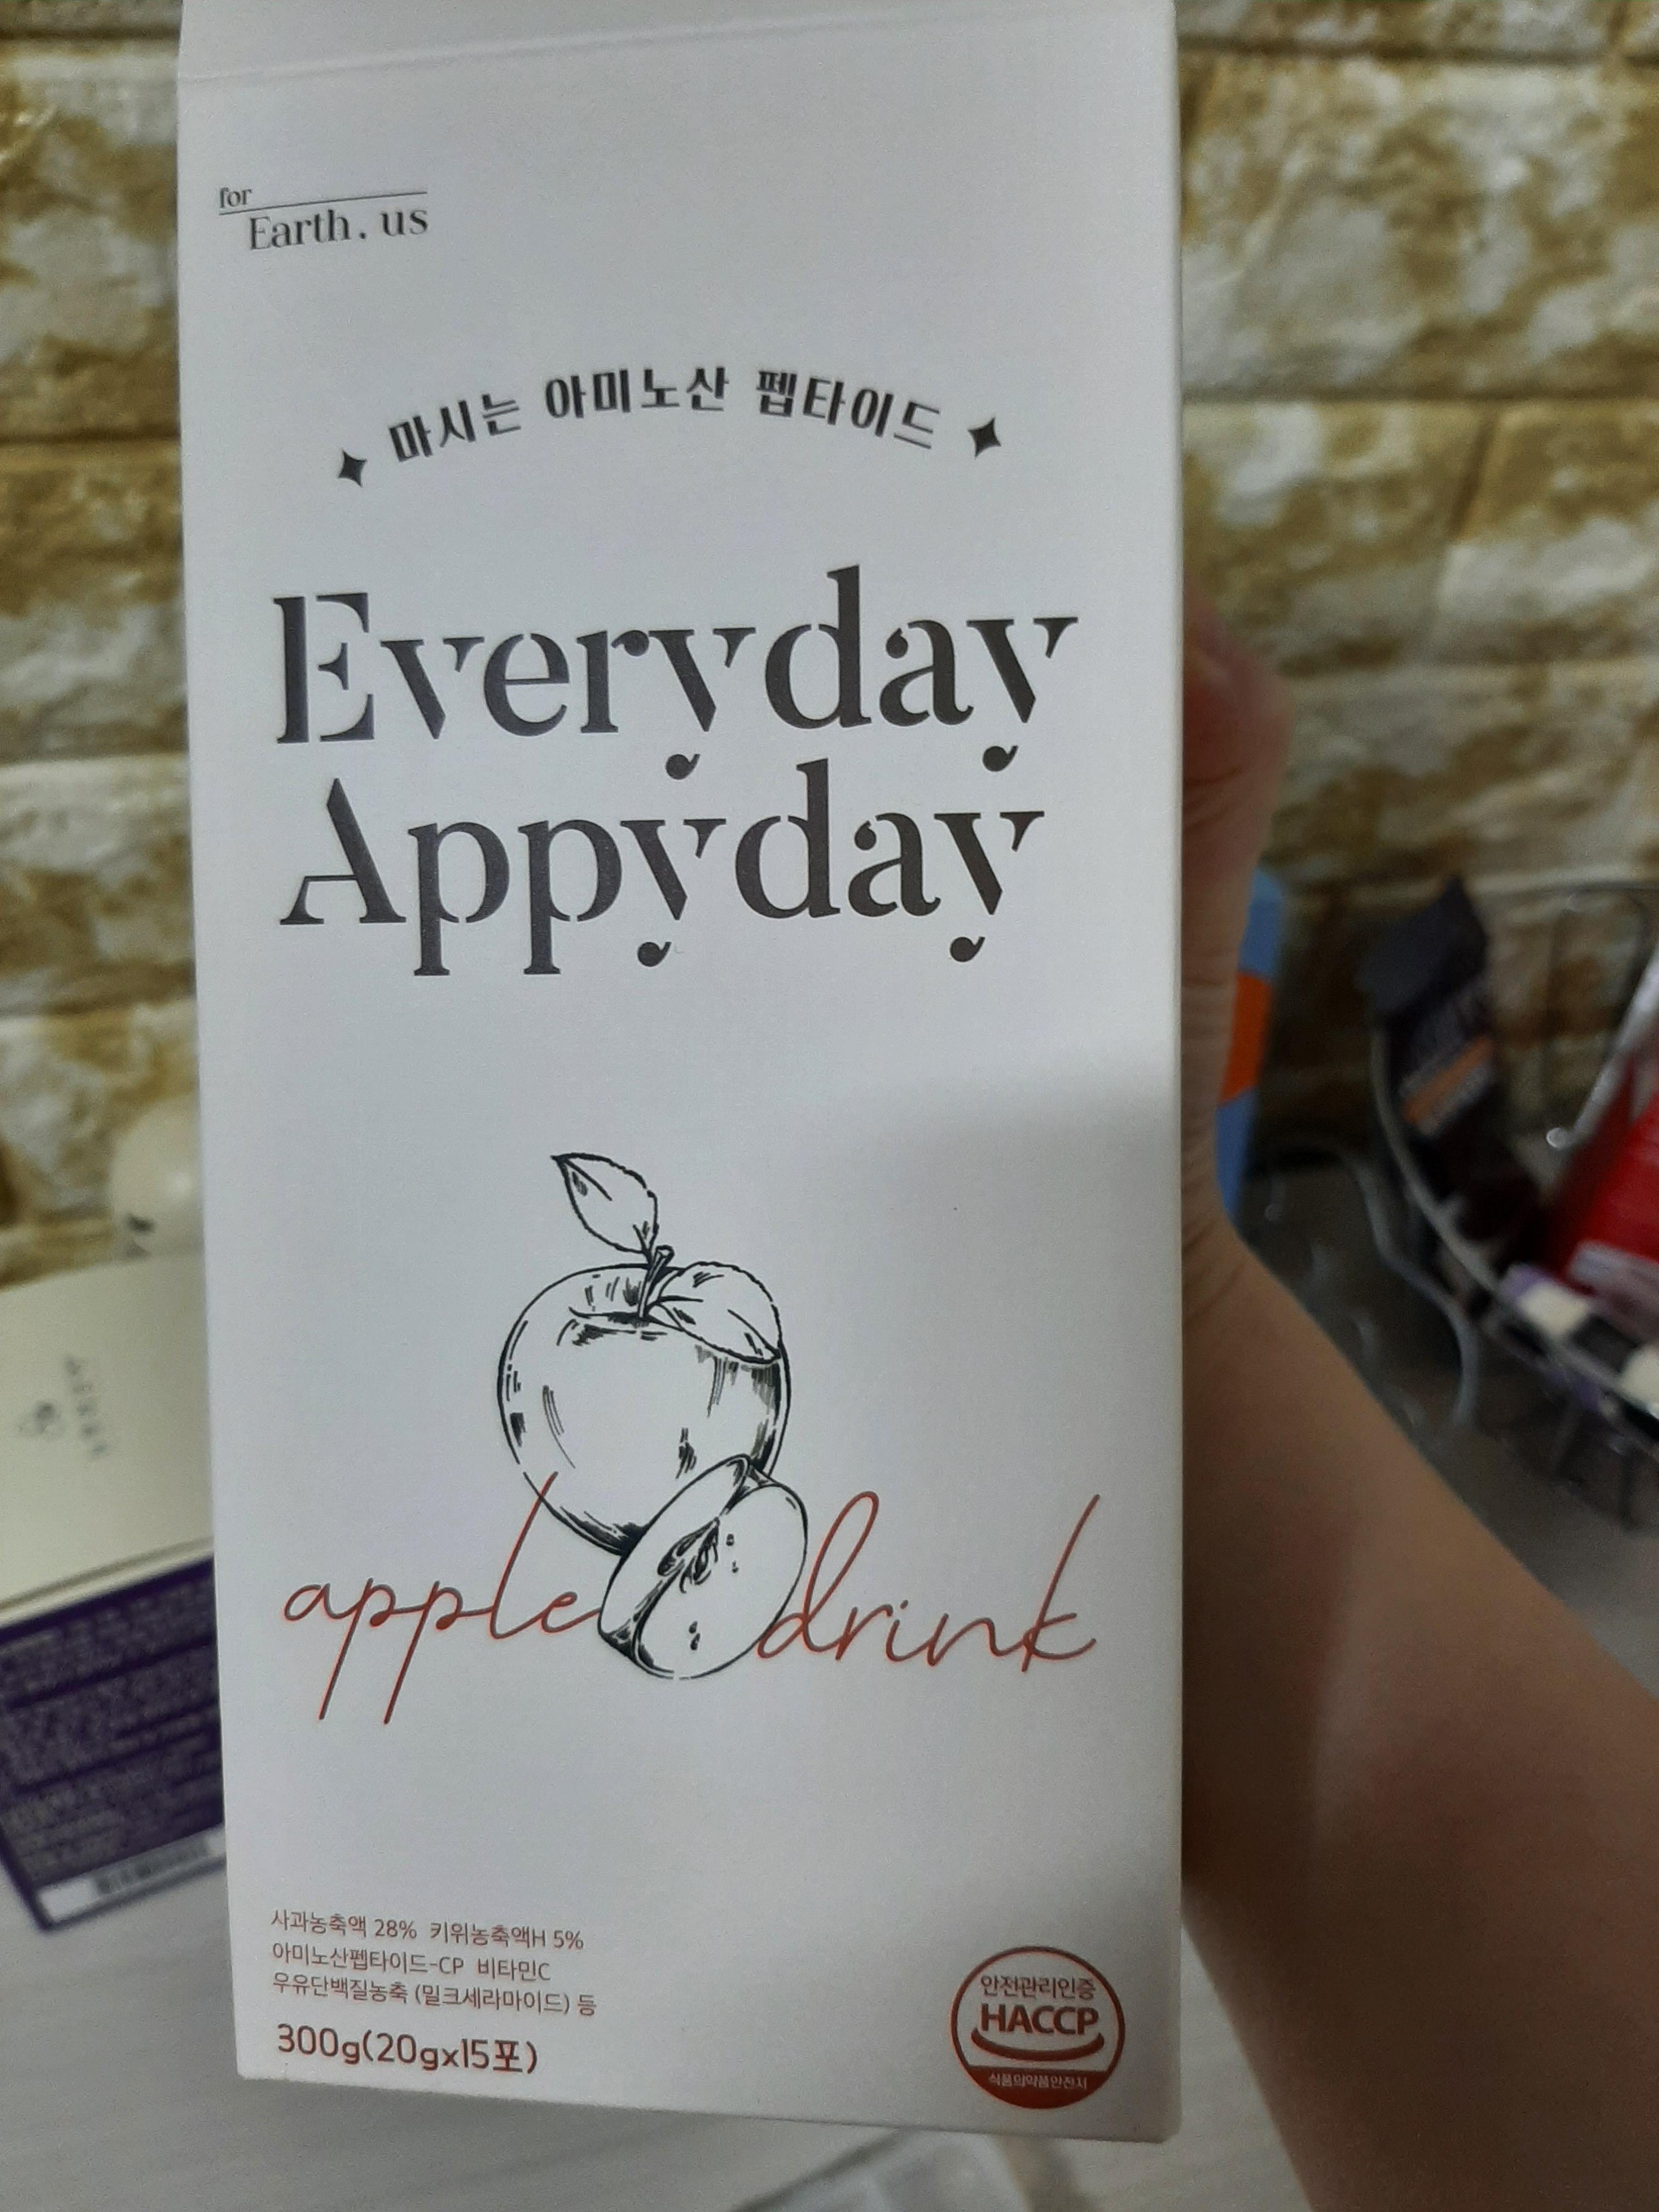 for
Earth. us
마시는 아미노산 펩타이드
Everyday
Appyday
apple drink
사과농축액 28% 키위농축액H 5%
아미노산펩타이드-CP 비타민C
우유단백질농축 (밀크세라마이드) 등
300g(20gx15포)
안전관리인증
HACCP
식품의약품안전처